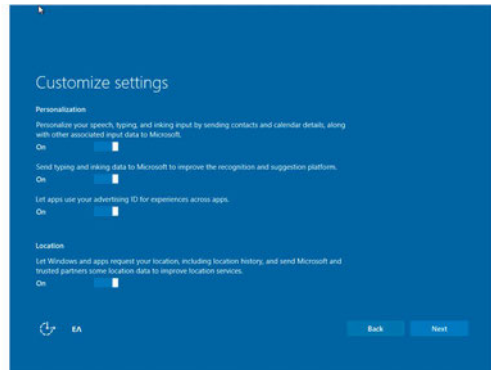 Customize settings
Personalization
Personalize your speech, typing, and inking input by sending contacts and calendar details, along
with other associated input data to Microsoft.
On
Send typing and inking data to Microsoft to improve the recognition and suggestion platform.
On
Let apps use your advertising ID for experiences across apps.
On
Location
Let Windows and apps request your location, including location history, and send Microsoft and
trusted partners some location data to improve location services.
On
ΕΛ
Back
Next